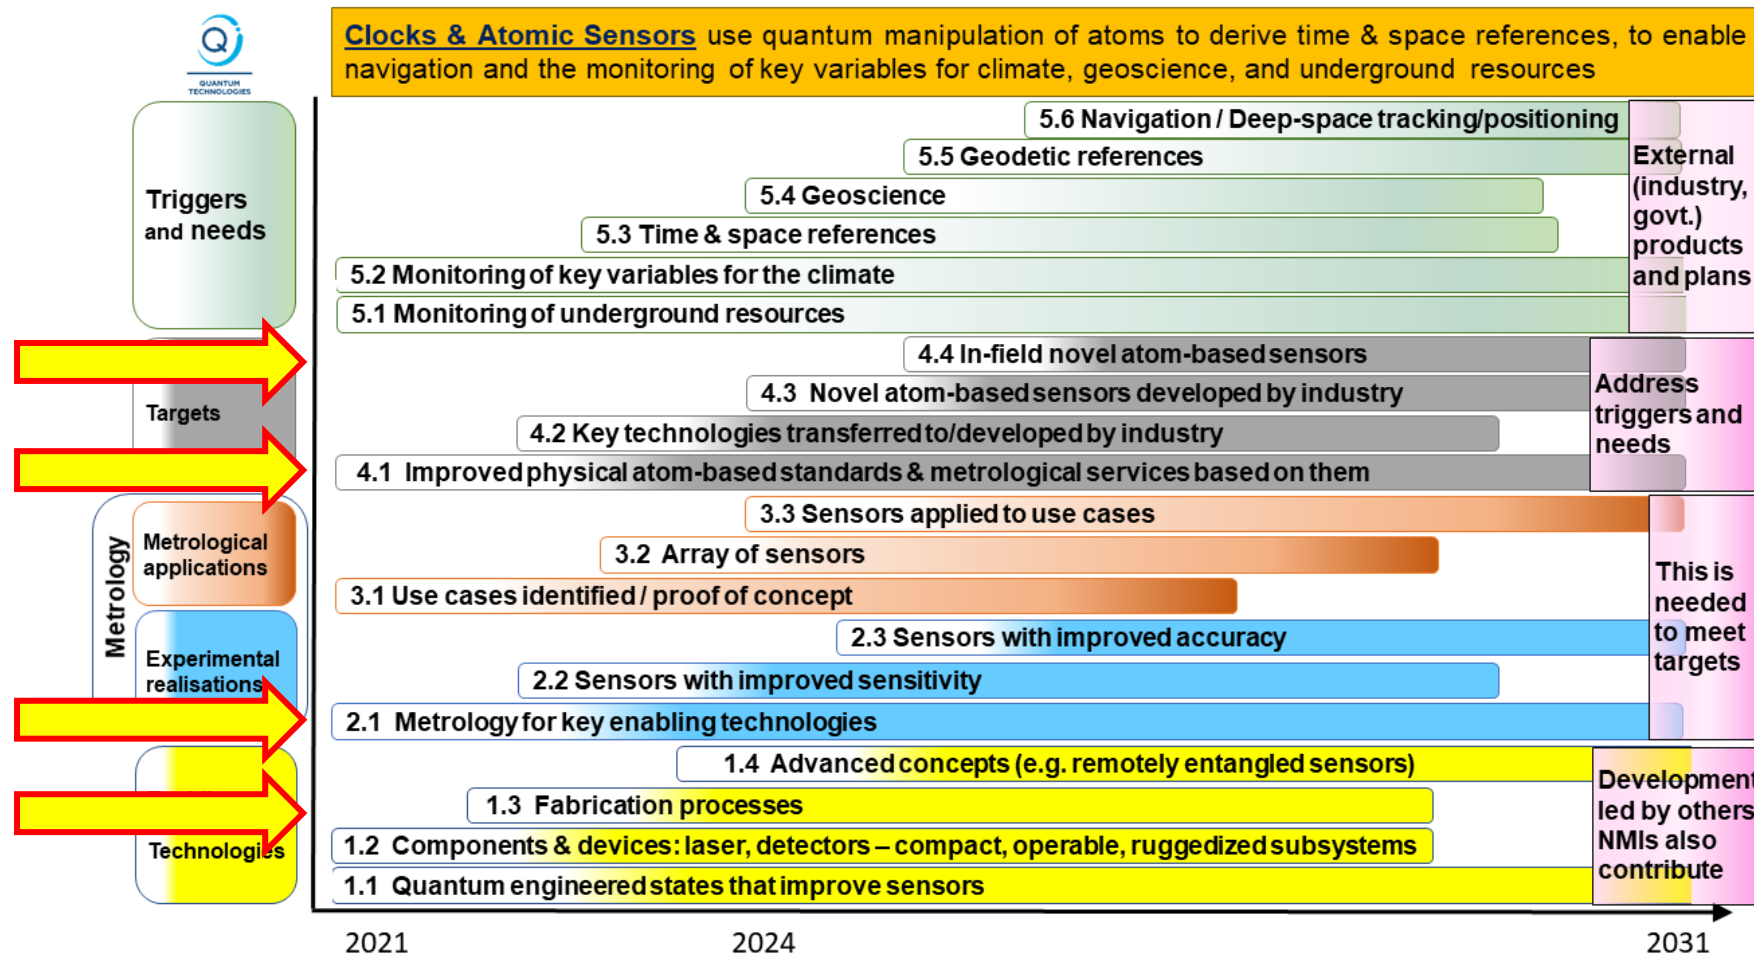 QUANTUM
TECHNOLOGIES
Clocks & Atomic Sensors use quantum manipulation of atoms to derive time & space references, to enable
navigation and the monitoring of key variables for climate, geoscience, and underground resources
Triggers
and needs
5.6 Navigation / Deep-space tracking/positioning
5.5 Geodetic references
5.4 Geoscience
5.3 Time & space references
5.2 Monitoring of key variables for the climate
5.1 Monitoring of underground resources
External
(industry,
govt.)
products
and plans
Targets
4.4 In-field novel atom-based sensors
4.3 Novel atom-based sensors developed by industry
4.2 Key technologies transferred to/developed by industry
4.1 Improved physical atom-based standards & metrological services based on them
Address
triggers and
needs
Metrology
Metrological
applications
3.3 Sensors applied to use cases
3.2 Array of sensors
3.1 Use cases identified / proof of concept
Experimental
realisations
2.3 Sensors with improved accuracy
2.2 Sensors with improved sensitivity
2.1 Metrology for key enabling technologies
This is
needed
to meet
targets
Technologies
1.4 Advanced concepts (e.g. remotely entangled sensors)
1.3 Fabrication processes
1.2 Components & devices: laser, detectors – compact, operable, ruggedized subsystems
1.1 Quantum engineered states that improve sensors
Development
led by others
NMIs also
contribute
2021
2024
2031